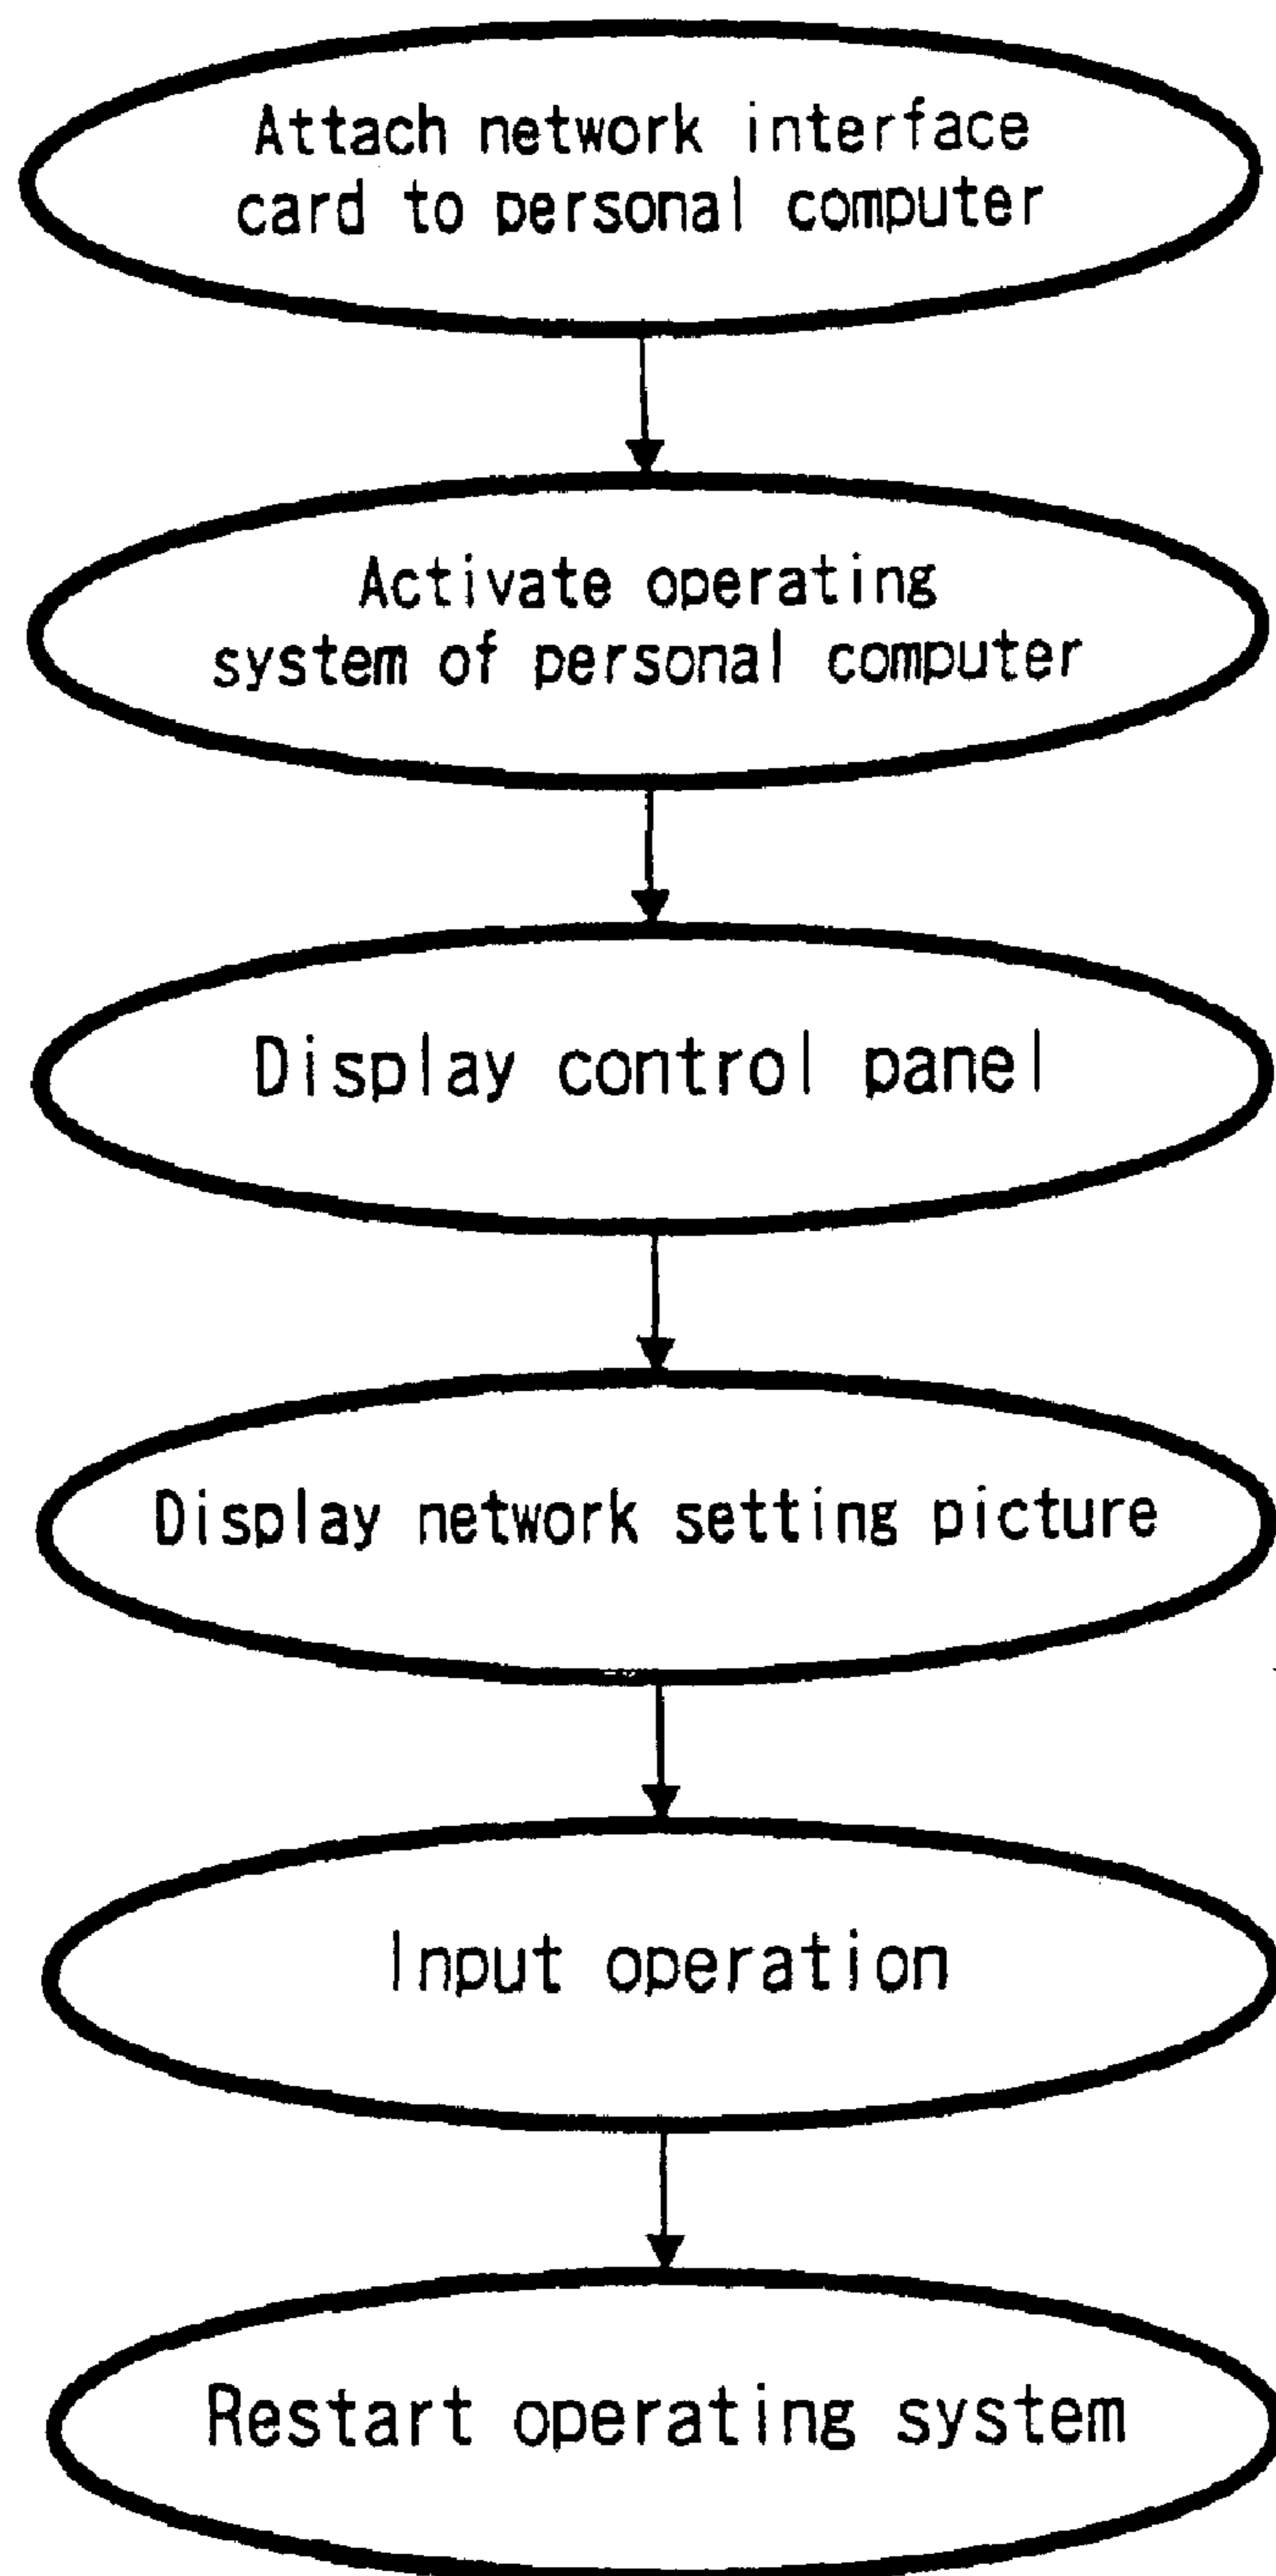 Attach network interface
card to personal computer
Activate operating
system of personal computer
Display control panel
Display network setting picture
Input operation
Restart operating system